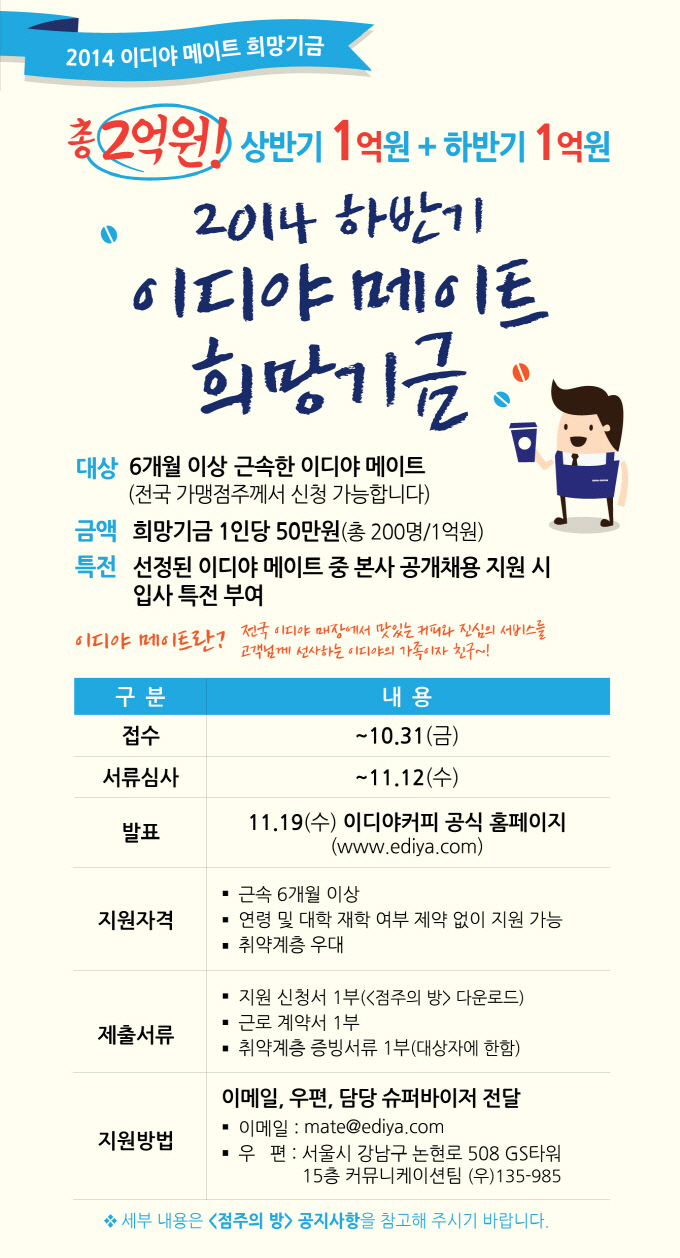 2014 이디야 메이트 희망기금
총 2억원! 상반기 1억원 + 하반기 1억원
2014 하반기
이디야 메이트
희망기금
대상 6개월 이상 근속한 이디야 메이트
(전국 가맹점주께서 신청 가능합니다)
금액 희망기금 1인당 50만원(총 200명/1억원)
특전 선정된 이디야 메이트 중 본사 공개채용 지원 시
입사 특전 부여
이디야 메이트란? 전국 이디야 매장에서 맛있는 커피와 진심의 서비스를
고객님께 선사하는 이디야의 가족이자 친구~!
구 분 내 용
접수 ~10.31(금)
서류심사 ~11.12(수)
발표 11.19(수) 이디야커피 공식 홈페이지
(www.ediya.com)
지원자격
▪ 근속 6개월 이상
▪ 연령 및 대학 재학 여부 제약 없이 지원 가능
▪ 취약계층 우대
제출서류
▪ 지원 신청서 1부(<점주의 방> 다운로드)
▪ 근로 계약서 1부
▪ 취약계층 증빙서류 1부(대상자에 한함)
지원방법
이메일, 우편, 담당 슈퍼바이저 전달
▪ 이메일 : mate@ediya.com
▪ 우 편 : 서울시 강남구 논현로 508 GS타워
15층 커뮤니케이션팀 (우)135-985
❖ 세부 내용은 <점주의 방> 공지사항을 참고해 주시기 바랍니다.